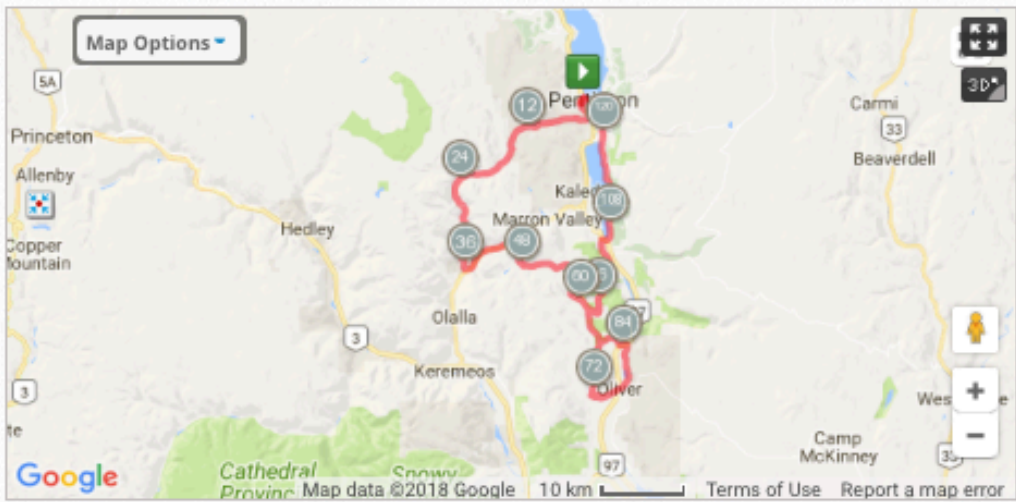 Map Options
5A
12
Penticton
120
3D
Carmi
Princeton
33
24
Beaverdell
Allenby
Kaleden
108
Marron Valley
Hedley
36
48
Copper
Mountain
60
Olalla
84
3
72
Keremeos
3
Oliver
+
−
Camp
McKinney
97
33
Cathedral
Provinc
Snowy
Google
Map data ©2018 Google
10 km
Terms of Use
Report a map error